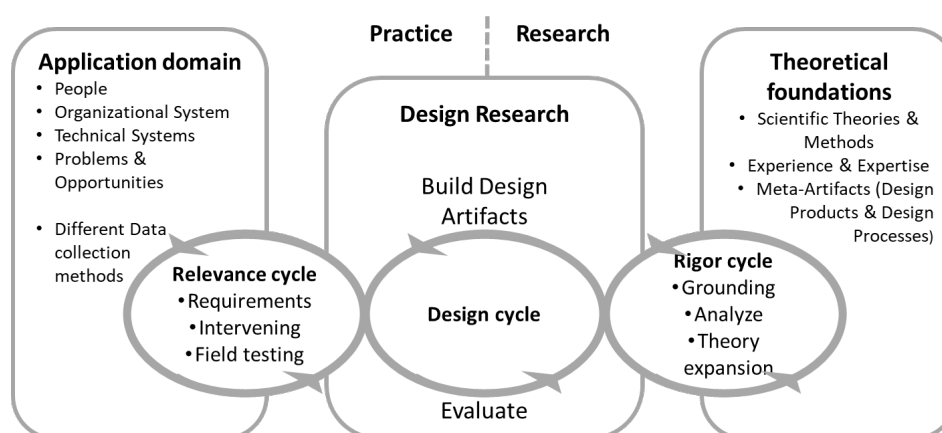 Practice
Research
Application domain
• People
• Organizational System
• Technical Systems
• Problems &
Opportunities
• Different Data
collection
methods
Relevance cycle
• Requirements
• Intervening
• Field testing
Design Research
Build Design
Artifacts
Design cycle
Evaluate
Theoretical
foundations
• Scientific Theories &
Methods
• Experience & Expertise
• Meta-Artifacts (Design
Products & Design
Processes)
Rigor cycle
• Grounding
• Analyze
• Theory
expansion